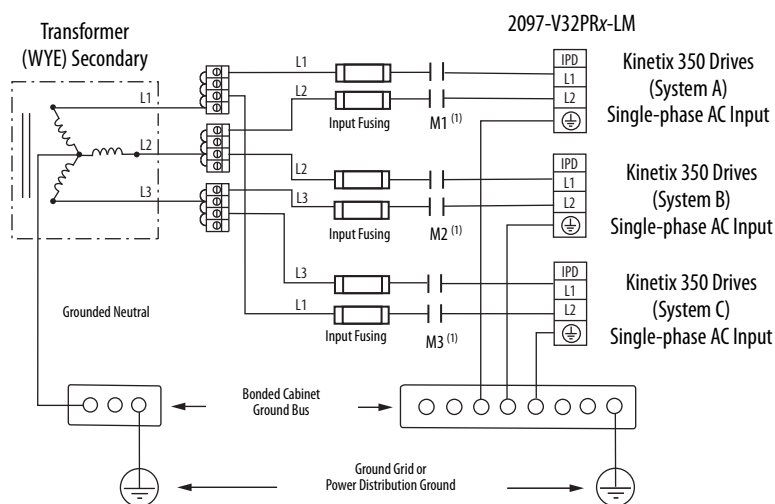 Transformer
(WYE) Secondary
2097-V32PRx-LM
L1
L2
L3
L1
L2
Input Fusing
M1 (1)
IPD
L1
L2
Kinetix 350 Drives
(System A)
Single-phase AC Input
L2
L3
Input Fusing
M2 (1)
IPD
L1
L2
Kinetix 350 Drives
(System B)
Single-phase AC Input
L3
L1
Input Fusing
M3 (1)
IPD
L1
L2
Kinetix 350 Drives
(System C)
Single-phase AC Input
Grounded Neutral
Bonded Cabinet
Ground Bus
Ground Grid or
Power Distribution Ground